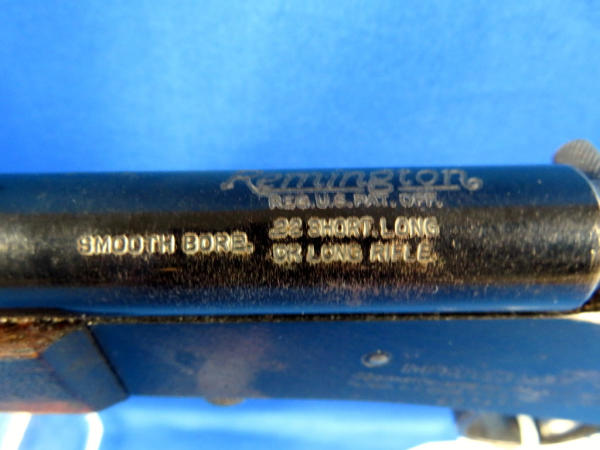 Remington
REG. U.S. PAT. OFF.
SMOOTH BORE. .22 SHORT. LONG
OR LONG RIFLE.